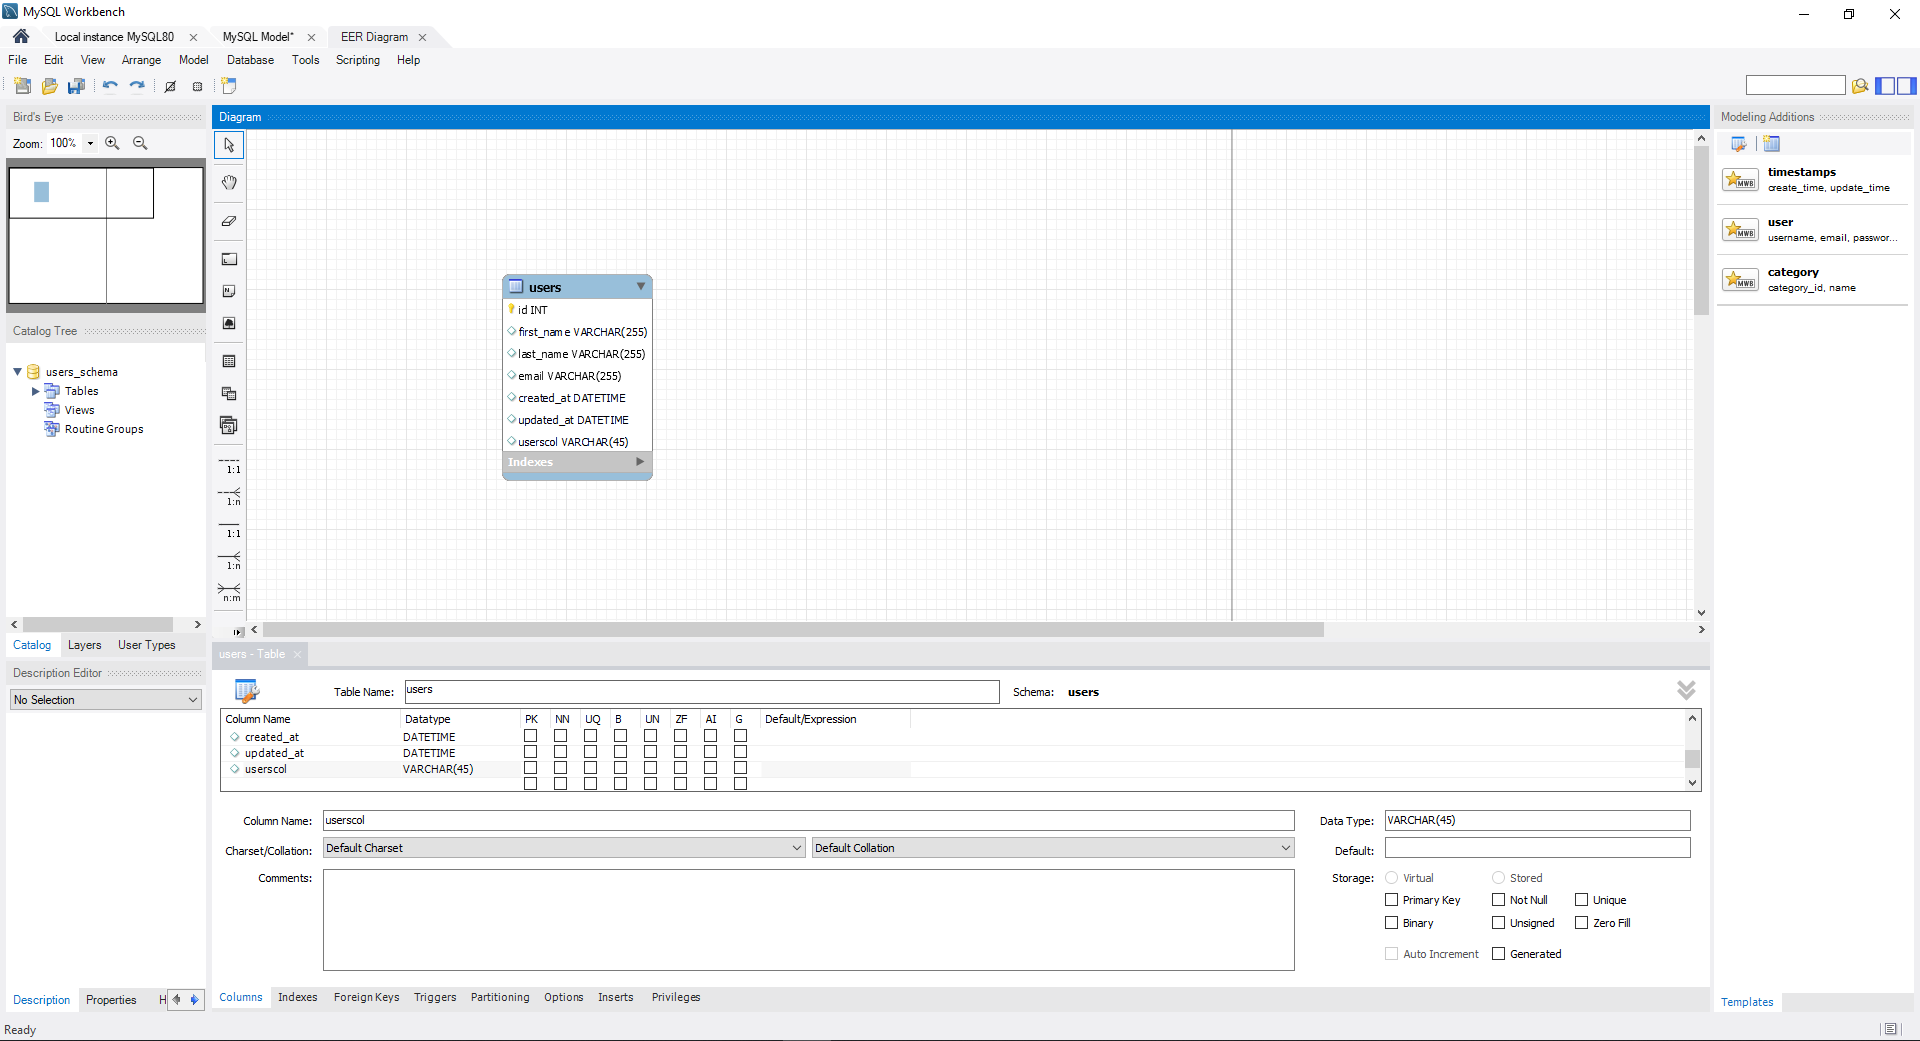 MySQL Workbench
Local instance MySQL80
MySQL Model*
EER Diagram
File Edit View Arrange Model Database Tools Scripting Help
Bird's Eye
Zoom: 100%
Catalog Tree
users_schema
Tables
Views
Routine Groups
Catalog Layers User Types
Description Editor
No Selection
Description Properties H
Ready
Diagram
1:1
1:n
1:1
1:n
n:m
users
id INT
first_name VARCHAR(255)
last_name VARCHAR(255)
email VARCHAR(255)
created_at DATETIME
updated_at DATETIME
userscol VARCHAR(45)
Indexes
users - Table
Table Name: users
Schema: users
Column Name Datatype PK NN UQ B UN ZF AI G Default/Expression
created_at DATETIME
updated_at DATETIME
userscol VARCHAR(45)
Column Name: userscol
Charset/Collation: Default Charset Default Collation
Comments:
Data Type: VARCHAR(45)
Default:
Storage: Virtual Stored
Primary Key Not Null Unique
Binary Unsigned Zero Fill
Auto Increment Generated
Columns Indexes Foreign Keys Triggers Partitioning Options Inserts Privileges
Modeling Additions
MWB
timestamps
create_time, update_time
MWB
user
username, email, passwor...
MWB
category
category_id, name
Templates